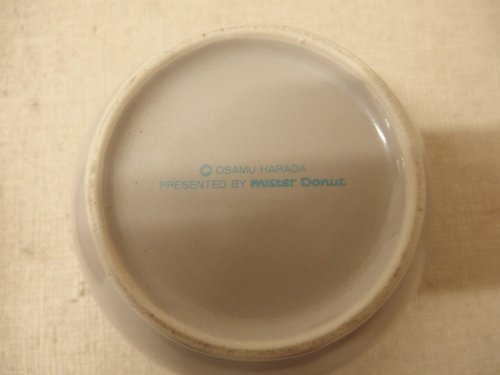 © OSAMU HARADA
PRESENTED BY mister Donut